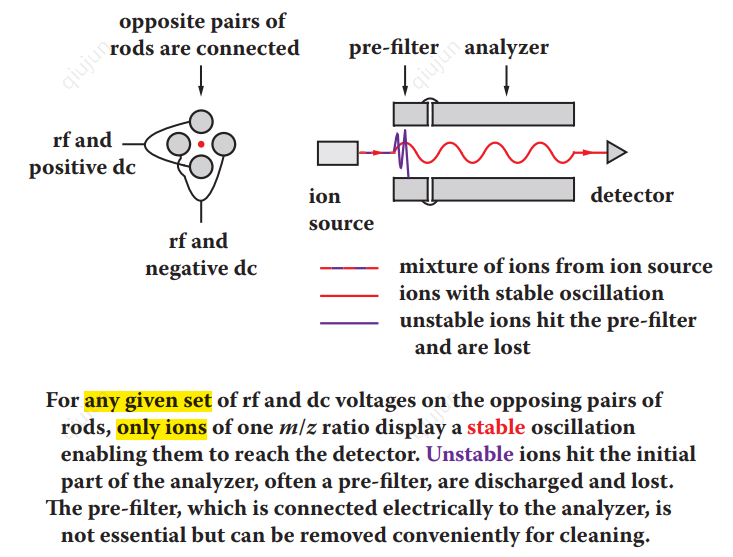 opposite pairs of
rods are connected
pre-filter analyzer
rf and
positive dc
ion
source
detector
rf and
negative dc
mixture of ions from ion source
ions with stable oscillation
unstable ions hit the pre-filter
and are lost
For any given set of rf and dc voltages on the opposing pairs of
rods, only ions of one m/z ratio display a stable oscillation
enabling them to reach the detector. Unstable ions hit the initial
part of the analyzer, often a pre-filter, are discharged and lost.
The pre-filter, which is connected electrically to the analyzer, is
not essential but can be removed conveniently for cleaning.
qiujun
qiujun